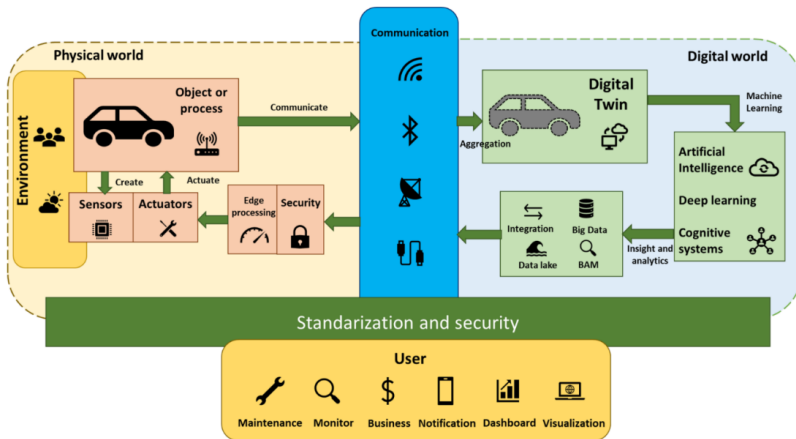 Physical world
Communication
Digital world
Environment
Object or
process
Communicate
Create
Actuate
Sensors
Actuators
Edge
processing
Security
Aggregation
Digital
Twin
Machine
Learning
Artificial
Intelligence
Deep learning
Cognitive
systems
Insight and
analytics
Integration
Big Data
Data lake
BAM
Standarization and security
User
Maintenance
Monitor
Business
Notification
Dashboard
Visualization